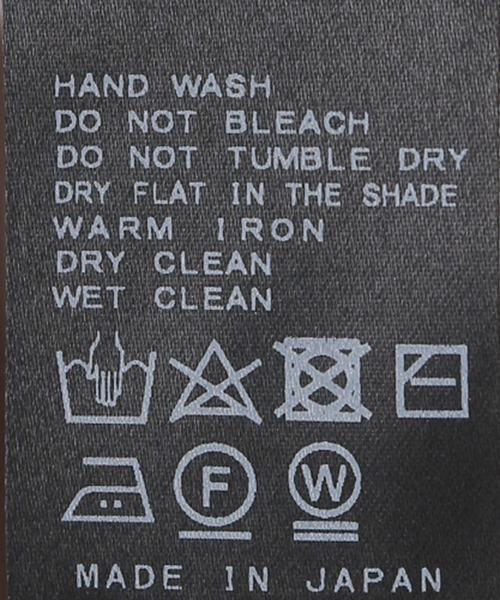 HAND WASH
DO NOT BLEACH
DO NOT TUMBLE DRY
DRY FLAT IN THE SHADE
WARM IRON
DRY CLEAN
WET CLEAN
F W
MADE IN JAPAN